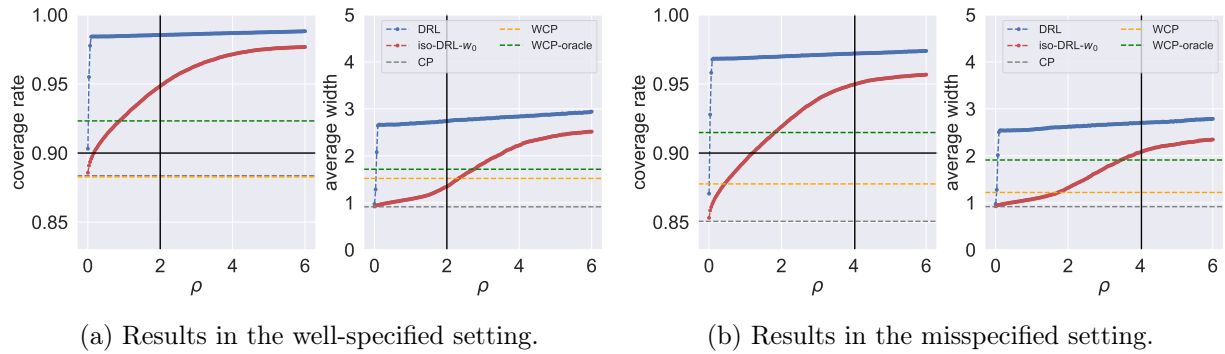 1.00
0.95
0.90
0.85
coverage rate
0 2 4 6
ρ
5
4
3
2
1
0
average width
DRL
iso-DRL-w₀
CP
WCP
WCP-oracle
0 2 4 6
ρ
1.00
0.95
0.90
0.85
coverage rate
0 2 4 6
ρ
5
4
3
2
1
0
average width
DRL
iso-DRL-w₀
CP
WCP
WCP-oracle
0 2 4 6
ρ
(a) Results in the well-specified setting.
(b) Results in the misspecified setting.